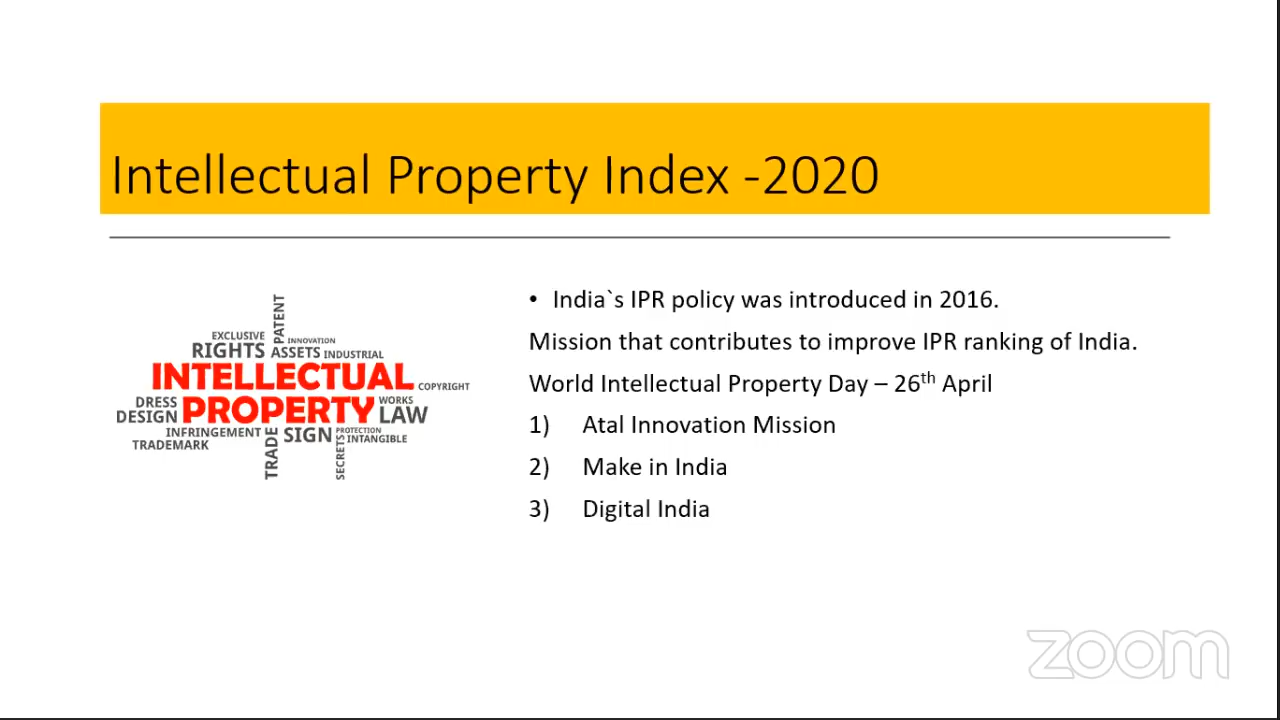 Intellectual Property Index -2020
PATENT
EXCLUSIVE
INNOVATION
RIGHTS ASSETS INDUSTRIAL
INTELLECTUAL
COPYRIGHT
DRESS PROPERTY WORKS
DESIGN LAW
INFRINGEMENT SIGN PROTECTION
TRADEMARK INTANGIBLE
TRADE
SECRETS
• India`s IPR policy was introduced in 2016.
Mission that contributes to improve IPR ranking of India.
World Intellectual Property Day – 26th April
1) Atal Innovation Mission
2) Make in India
3) Digital India
zoom